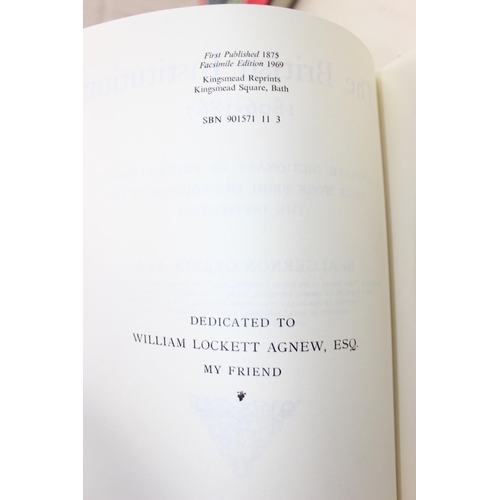 First Published 1875
Facsimile Edition 1969
Kingsmead Reprints
Kingsmead Square, Bath
SBN 901571 11 3
DEDICATED TO
WILLIAM LOCKETT AGNEW, ESQ.
MY FRIEND